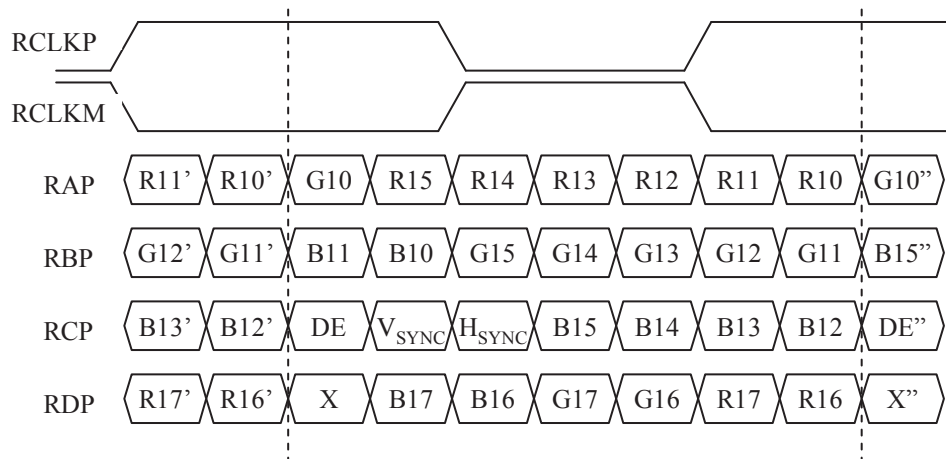 RCLKP
RCLKM
RAP R11’ R10’ G10 R15 R14 R13 R12 R11 R10 G10”
RBP G12’ G11’ B11 B10 G15 G14 G13 G12 G11 B15”
RCP B13’ B12’ DE VSYNC HSYNC B15 B14 B13 B12 DE”
RDP R17’ R16’ X B17 B16 G17 G16 R17 R16 X”